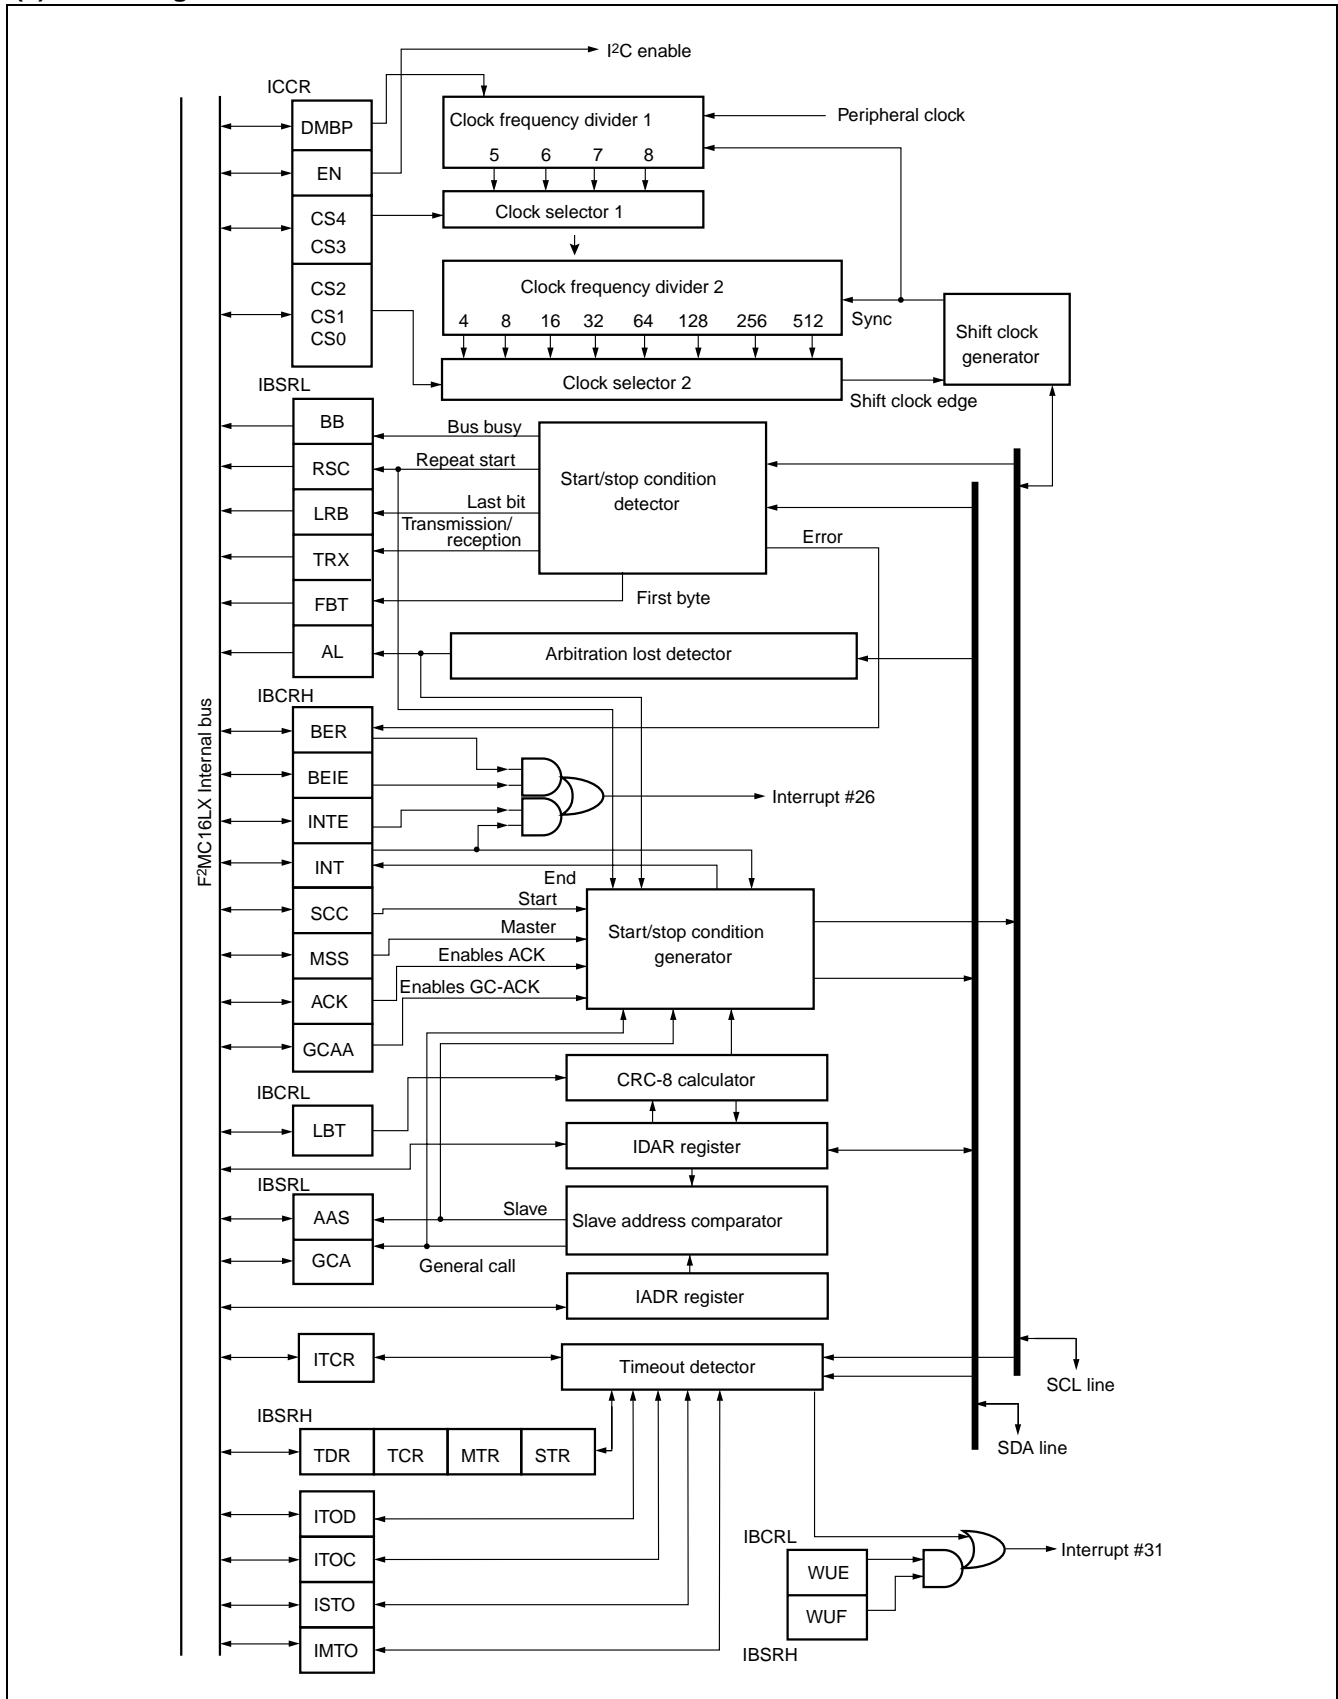 I2C enable
ICCR
DMBP
EN
CS4
CS3
CS2
CS1
CS0
Clock frequency divider 1
5 6 7 8
Peripheral clock
Clock selector 1
Clock frequency divider 2
4 8 16 32 64 128 256 512
Sync
Shift clock
generator
Clock selector 2
Shift clock edge
IBSRL
BB
RSC
LRB
TRX
FBT
AL
Bus busy
Repeat start
Last bit
Transmission/
reception
Start/stop condition
detector
Error
First byte
Arbitration lost detector
F2MC16LX Internal bus
IBCRH
BER
BEIE
INTE
INT
SCC
MSS
ACK
GCAA
Interrupt #26
End
Start
Master
Enables ACK
Enables GC-ACK
Start/stop condition
generator
CRC-8 calculator
IBCRL
LBT
IDAR register
IBSRL
AAS
GCA
Slave
Slave address comparator
General call
IADR register
ITCR
Timeout detector
SCL line
SDA line
IBSRH
TDR TCR MTR STR
ITOD
ITOC
ISTO
IMTO
IBCRL
WUE
WUF
IBSRH
Interrupt #31